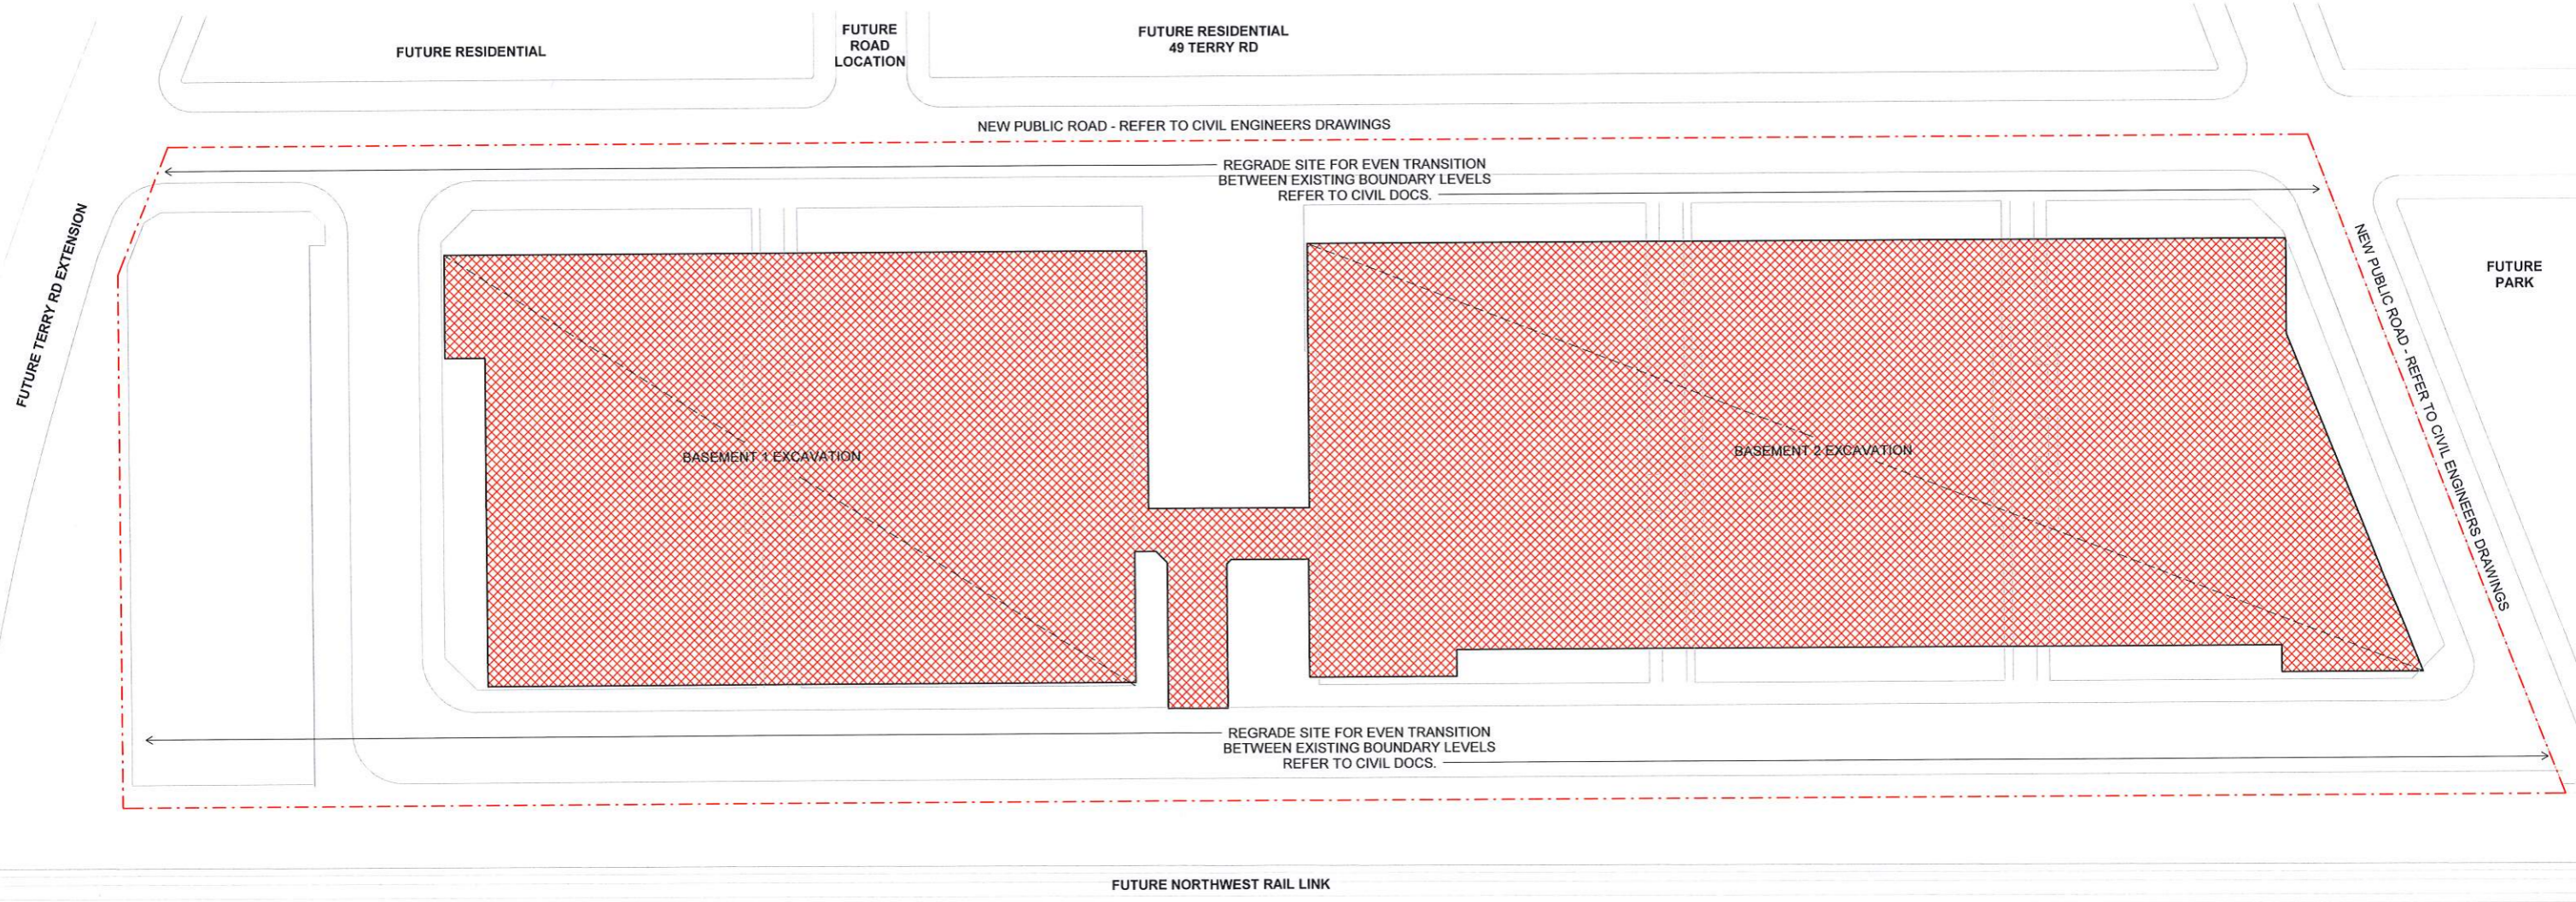 FUTURE RESIDENTIAL
FUTURE
ROAD
LOCATION
FUTURE RESIDENTIAL
49 TERRY RD
NEW PUBLIC ROAD - REFER TO CIVIL ENGINEERS DRAWINGS
REGRADE SITE FOR EVEN TRANSITION
BETWEEN EXISTING BOUNDARY LEVELS
REFER TO CIVIL DOCS.
FUTURE TERRY RD EXTENSION
NEW PUBLIC ROAD - REFER TO CIVIL ENGINEERS DRAWINGS
FUTURE
PARK
BASEMENT 1 EXCAVATION
BASEMENT 2 EXCAVATION
REGRADE SITE FOR EVEN TRANSITION
BETWEEN EXISTING BOUNDARY LEVELS
REFER TO CIVIL DOCS.
FUTURE NORTHWEST RAIL LINK